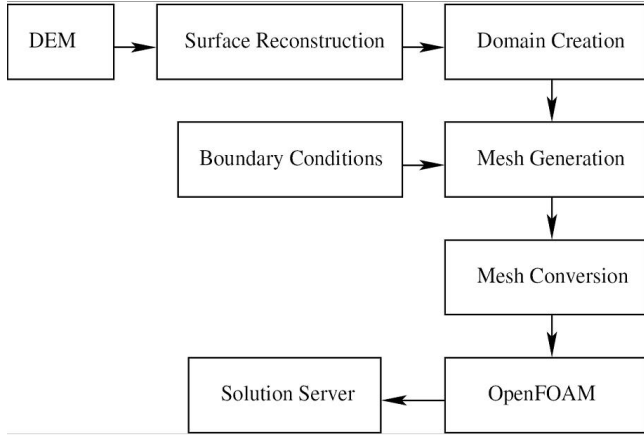 DEM
Surface Reconstruction
Domain Creation
Boundary Conditions
Mesh Generation
Mesh Conversion
Solution Server
OpenFOAM